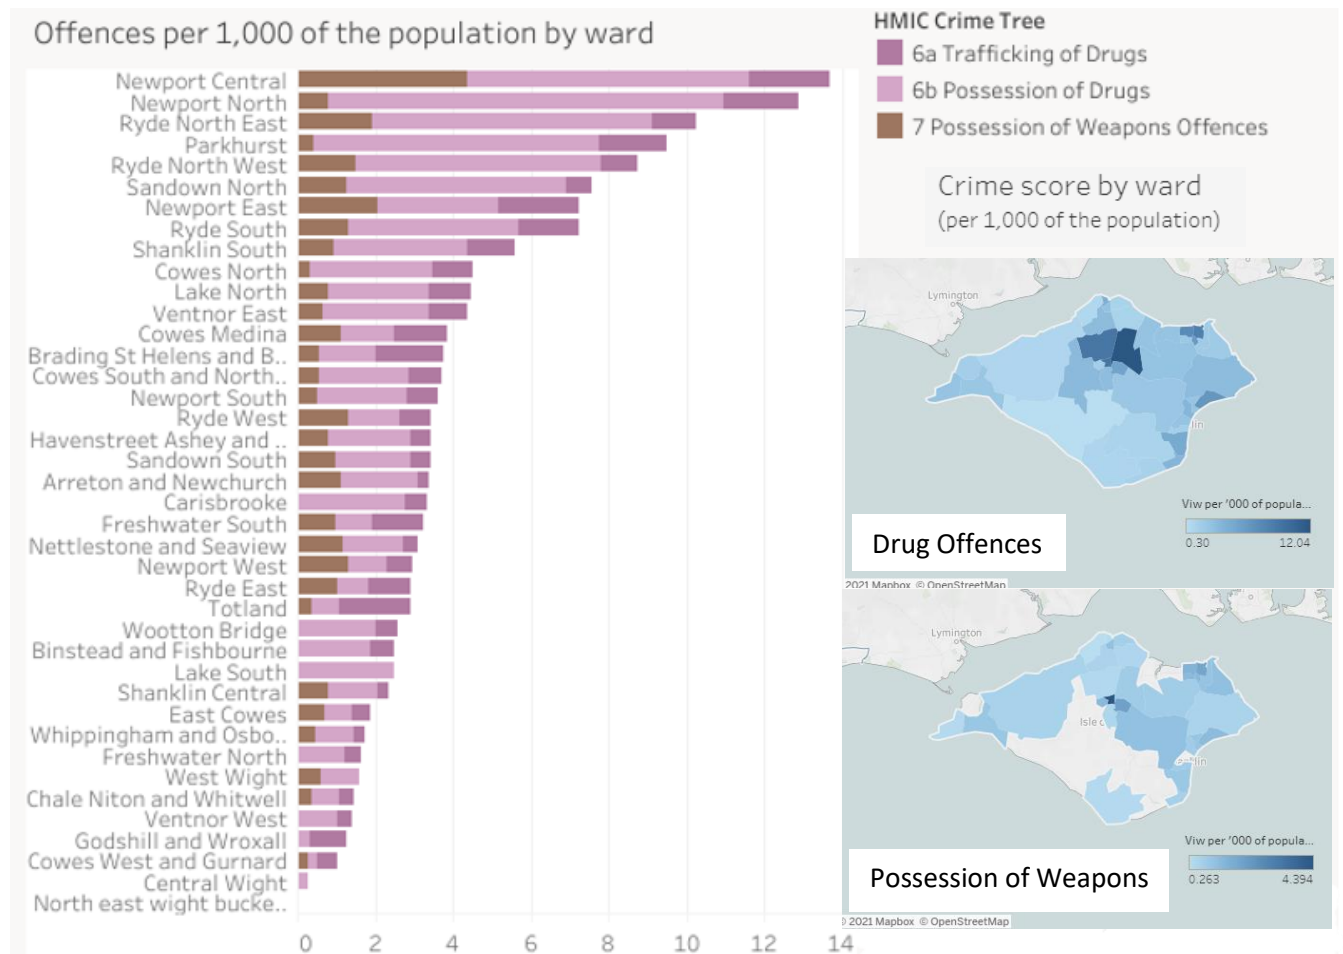 Offences per 1,000 of the population by ward
Newport Central
Newport North
Ryde North East
Parkhurst
Ryde North West
Sandown North
Newport East
Ryde South
Shanklin South
Cowes North
Lake North
Ventnor East
Cowes Medina
Brading St Helens and B..
Cowes South and North..
Newport South
Ryde West
Havenstreet Ashey and ..
Sandown South
Arreton and Newchurch
Carisbrooke
Freshwater South
Nettlestone and Seaview
Newport West
Ryde East
Totland
Wootton Bridge
Binstead and Fishbourne
Lake South
Shanklin Central
East Cowes
Whippingham and Osbo..
Freshwater North
West Wight
Chale Niton and Whitwell
Ventnor West
Godshill and Wroxall
Cowes West and Gurnard
Central Wight
North east wight bucke..
0 2 4 6 8 10 12 14
HMIC Crime Tree
6a Trafficking of Drugs
6b Possession of Drugs
7 Possession of Weapons Offences
Crime score by ward
(per 1,000 of the population)
Lymington
lin
Viw per '000 of popula...
0.30 12.04
Drug Offences
2021 Mapbox © OpenStreetMap
Lymington
Isle o
lin
Viw per '000 of popula...
0.263 4.394
Possession of Weapons
© 2021 Mapbox © OpenStreetMap